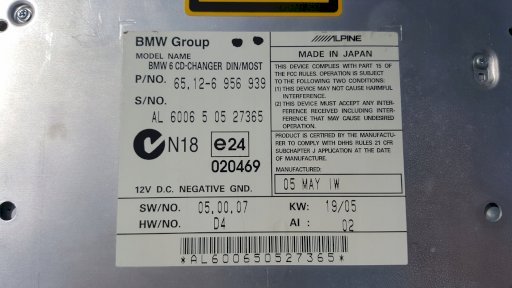 BMW Group
MODEL NAME
BMW 6 CD-CHANGER DIN/MOST
P/NO. 65.12-6 956 939
S/NO.
AL 6006 5 05 27365
N18 e24
020469
12V D.C. NEGATIVE GND.
ALPINE
MADE IN JAPAN
THIS DEVICE COMPLIES WITH PART 15 OF
THE FCC RULES. OPERATION IS SUBJECT
TO THE FOLLOWING TWO CONDITIONS:
(1) THIS DEVICE MAY NOT CAUSE HARMFUL
INTERFERENCE.
(2) THIS DEVICE MUST ACCEPT ANY INTER-
FERENCE RECEIVED INCLUDING INTER-
FERENCE THAT MAY CAUSE UNDESIRED
OPERATION.
PRODUCT IS CERTIFIED BY THE MANUFACTU-
RER TO COMPLY WITH DHHS RULES 21 CFR
SUBCHAPTER J APPLICATION AT THE DATE
OF MANUFACTURE.
MANUFACTURED:
05 MAY IW
SW/NO. 05.00.07 KW: 19/05
HW/NO. D4 AI: 02
*AL600650527365*